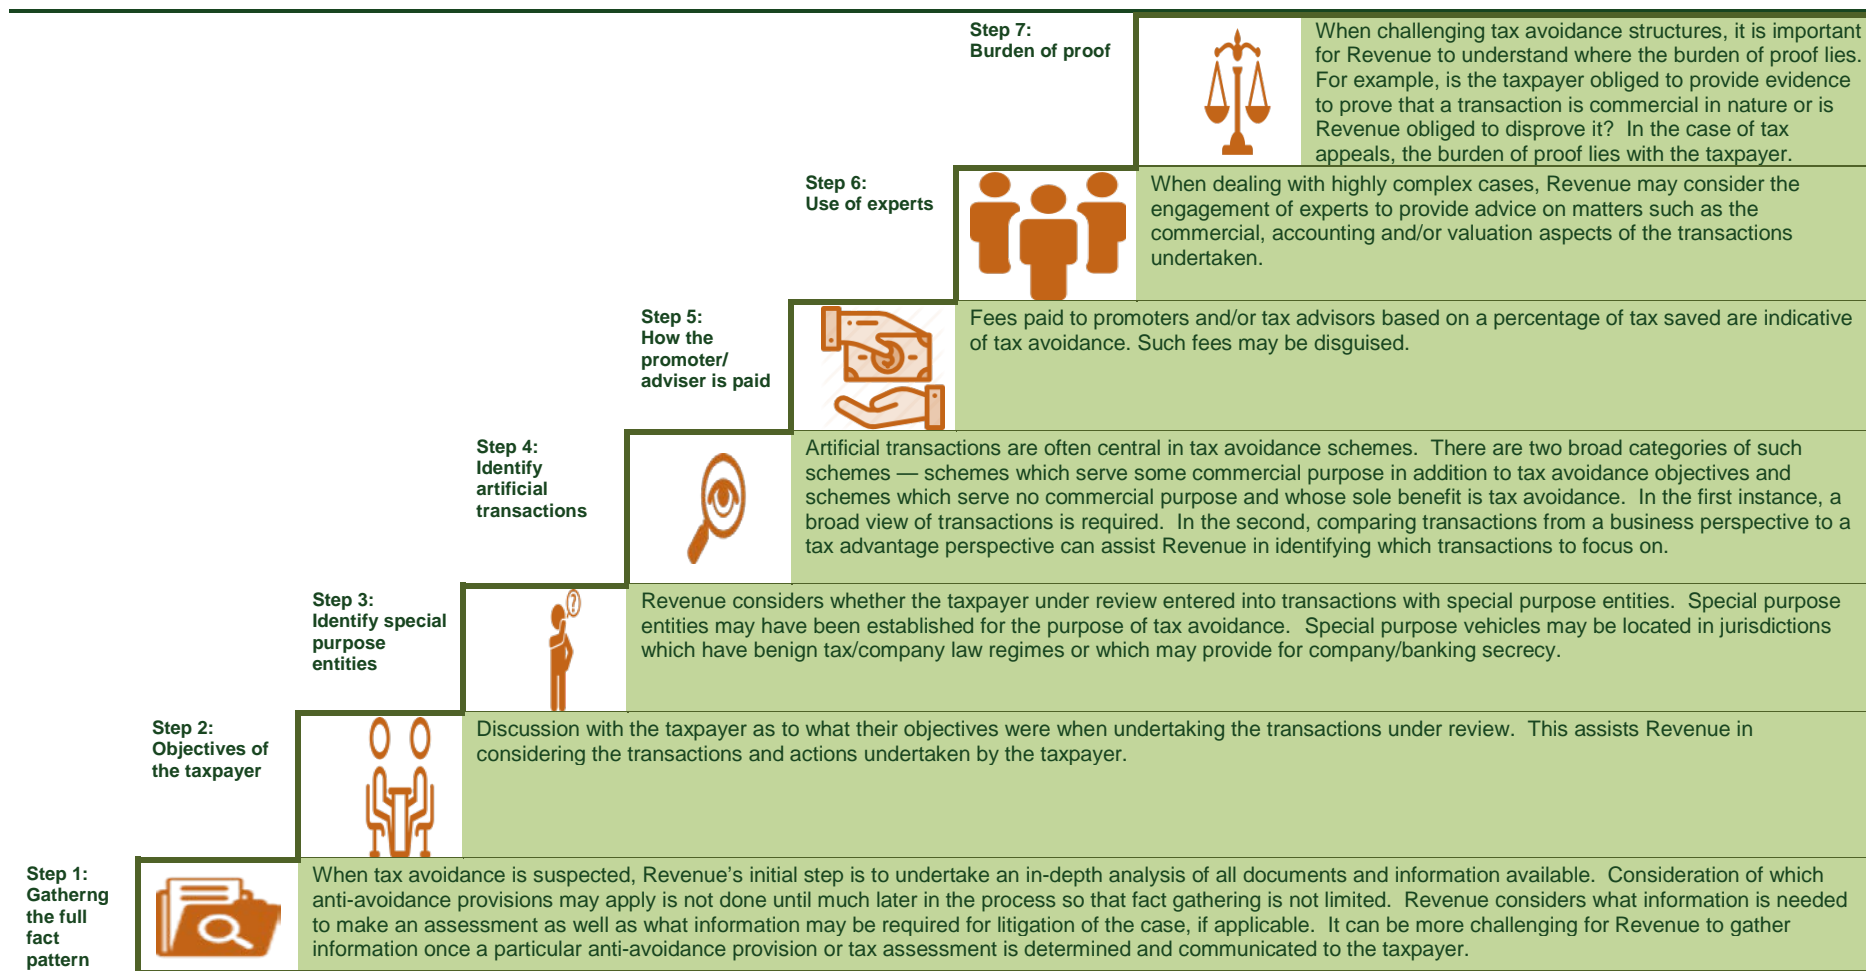 Step 7:
Burden of proof
When challenging tax avoidance structures, it is important
for Revenue to understand where the burden of proof lies.
For example, is the taxpayer obliged to provide evidence
to prove that a transaction is commercial in nature or is
Revenue obliged to disprove it?  In the case of tax
appeals, the burden of proof lies with the taxpayer.
Step 6:
Use of experts
When dealing with highly complex cases, Revenue may consider the
engagement of experts to provide advice on matters such as the
commercial, accounting and/or valuation aspects of the transactions
undertaken.
Step 5:
How the
promoter/
adviser is paid
Fees paid to promoters and/or tax advisors based on a percentage of tax saved are indicative
of tax avoidance. Such fees may be disguised.
Step 4:
Identify
artificial
transactions
Artificial transactions are often central in tax avoidance schemes.  There are two broad categories of such
schemes — schemes which serve some commercial purpose in addition to tax avoidance objectives and
schemes which serve no commercial purpose and whose sole benefit is tax avoidance.  In the first instance, a
broad view of transactions is required.  In the second, comparing transactions from a business perspective to a
tax advantage perspective can assist Revenue in identifying which transactions to focus on.
Step 3:
Identify special
purpose
entities
?
Revenue considers whether the taxpayer under review entered into transactions with special purpose entities.  Special purpose
entities may have been established for the purpose of tax avoidance.  Special purpose vehicles may be located in jurisdictions
which have benign tax/company law regimes or which may provide for company/banking secrecy.
Step 2:
Objectives of
the taxpayer
Discussion with the taxpayer as to what their objectives were when undertaking the transactions under review.  This assists Revenue in
considering the transactions and actions undertaken by the taxpayer.
Step 1:
Gatherng
the full
fact
pattern
When tax avoidance is suspected, Revenue’s initial step is to undertake an in-depth analysis of all documents and information available.  Consideration of which
anti-avoidance provisions may apply is not done until much later in the process so that fact gathering is not limited.  Revenue considers what information is needed
to make an assessment as well as what information may be required for litigation of the case, if applicable.  It can be more challenging for Revenue to gather
information once a particular anti-avoidance provision or tax assessment is determined and communicated to the taxpayer.